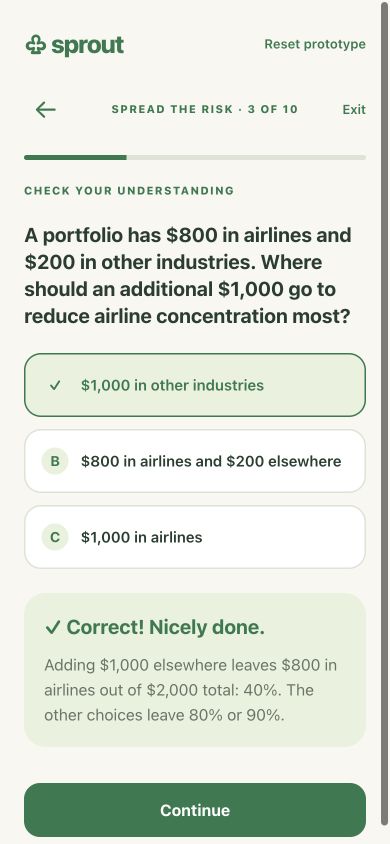 sprout
Reset prototype
SPREAD THE RISK · 3 OF 10
Exit
CHECK YOUR UNDERSTANDING
A portfolio has $800 in airlines and
$200 in other industries. Where
should an additional $1,000 go to
reduce airline concentration most?
$1,000 in other industries
B
$800 in airlines and $200 elsewhere
C
$1,000 in airlines
Correct! Nicely done.
Adding $1,000 elsewhere leaves $800 in
airlines out of $2,000 total: 40%. The
other choices leave 80% or 90%.
Continue